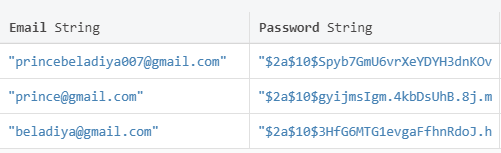 Email String Password String
"princebeladiya007@gmail.com" "$2a$10$Spyb7GmU6vrXeYDYH3dnKOv
"prince@gmail.com" "$2a$10$gyijmsIgm.4kbDsUhB.8j.m
"beladiya@gmail.com" "$2a$10$3HfG6MTG1evgaFfhnRdoJ.h